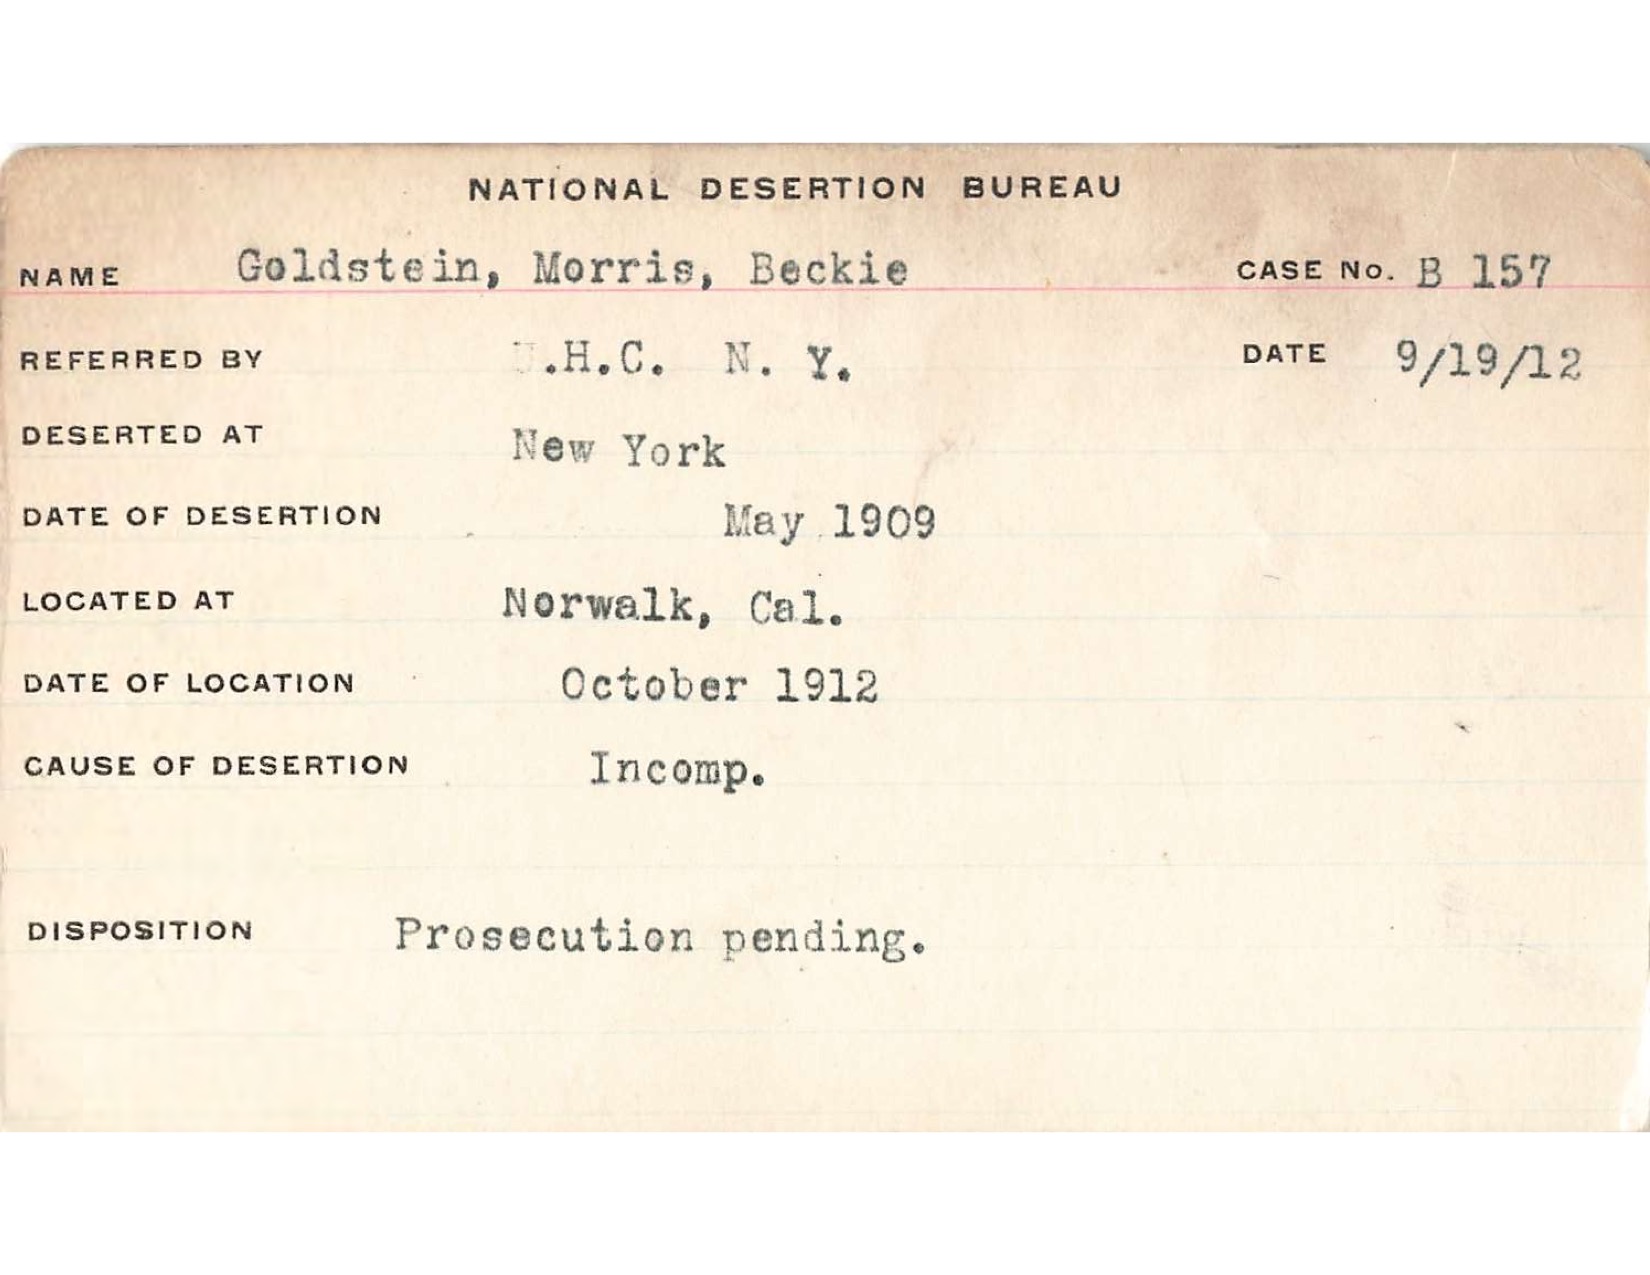 NATIONAL DESERTION BUREAU
NAME Goldstein, Morris, Beckie CASE No. B 157
REFERRED BY U.H.C. N. Y. DATE 9/19/12
DESERTED AT New York
DATE OF DESERTION May 1909
LOCATED AT Norwalk, Cal.
DATE OF LOCATION October 1912
CAUSE OF DESERTION Incomp.
DISPOSITION Prosecution pending.